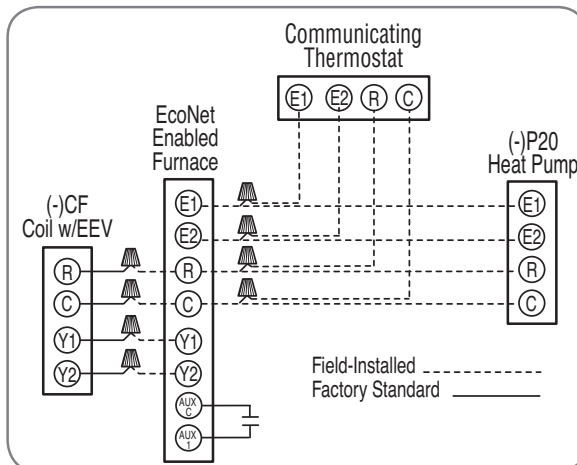 Communicating
Thermostat
E1 E2 R C
EcoNet
Enabled
Furnace
E1
E2
R
C
Y1
Y2
AUX
C
AUX
1
(-)CF
Coil w/EEV
R
C
Y1
Y2
(-)P20
Heat Pump
E1
E2
R
C
Field-Installed
Factory Standard